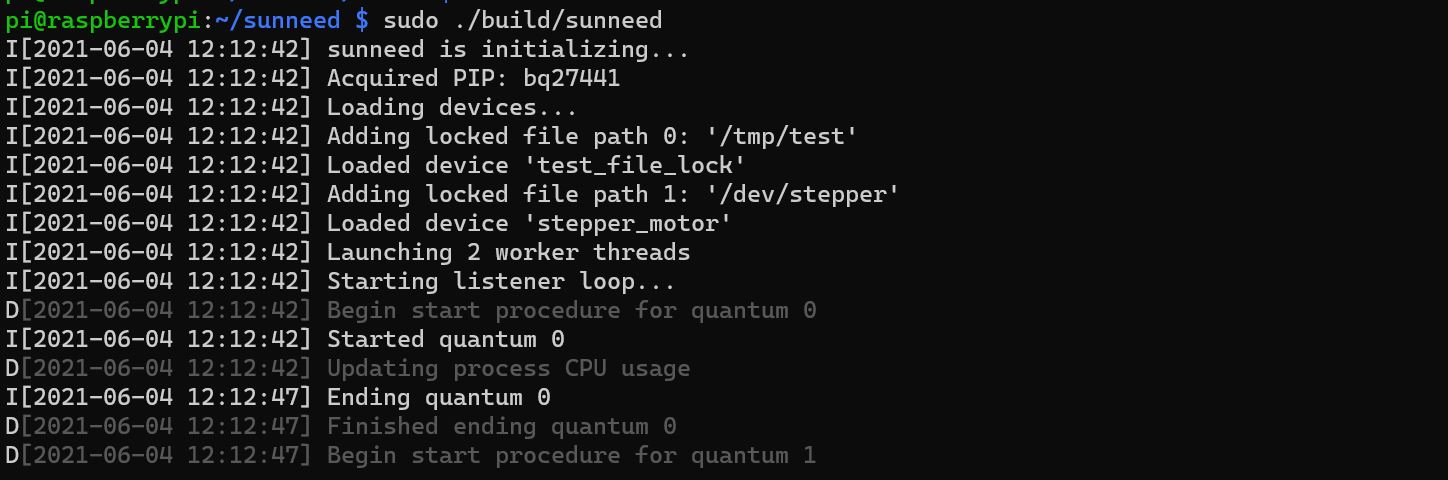 pi@raspberrypi:~/sunneed $ sudo ./build/sunneed
I[2021-06-04 12:12:42] sunneed is initializing...
I[2021-06-04 12:12:42] Acquired PIP: bq27441
I[2021-06-04 12:12:42] Loading devices...
I[2021-06-04 12:12:42] Adding locked file path 0: '/tmp/test'
I[2021-06-04 12:12:42] Loaded device 'test_file_lock'
I[2021-06-04 12:12:42] Adding locked file path 1: '/dev/stepper'
I[2021-06-04 12:12:42] Loaded device 'stepper_motor'
I[2021-06-04 12:12:42] Launching 2 worker threads
I[2021-06-04 12:12:42] Starting listener loop...
D[2021-06-04 12:12:42] Begin start procedure for quantum 0
I[2021-06-04 12:12:42] Started quantum 0
D[2021-06-04 12:12:42] Updating process CPU usage
I[2021-06-04 12:12:47] Ending quantum 0
D[2021-06-04 12:12:47] Finished ending quantum 0
D[2021-06-04 12:12:47] Begin start procedure for quantum 1